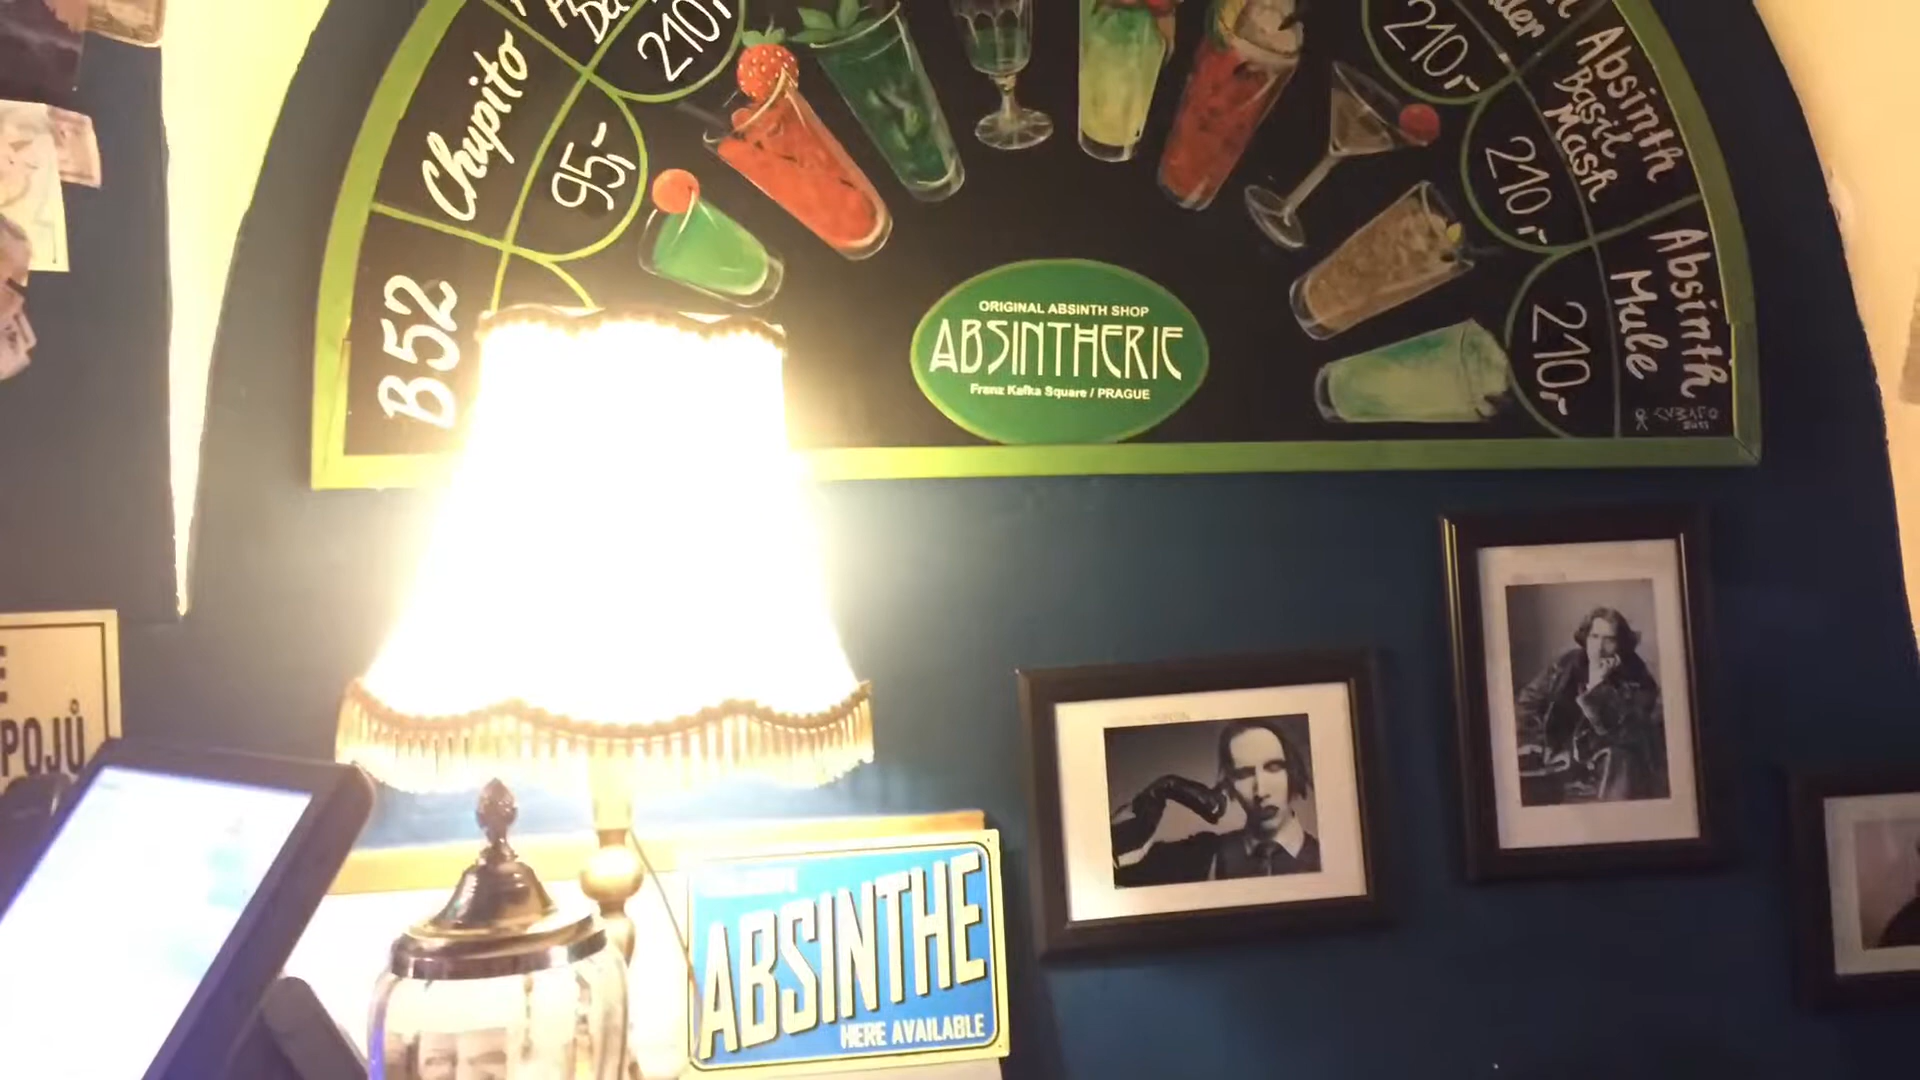 Chupito
95,-
B52
210,-
210,-
Absinth
Basil
Mash
210,-
Absinth
Mule
210,-
ORIGINAL ABSINTH SHOP
ABSINTHERIE
Franz Kafka Square / PRAGUE
E
POJŮ
ABSINTHE
HERE AVAILABLE